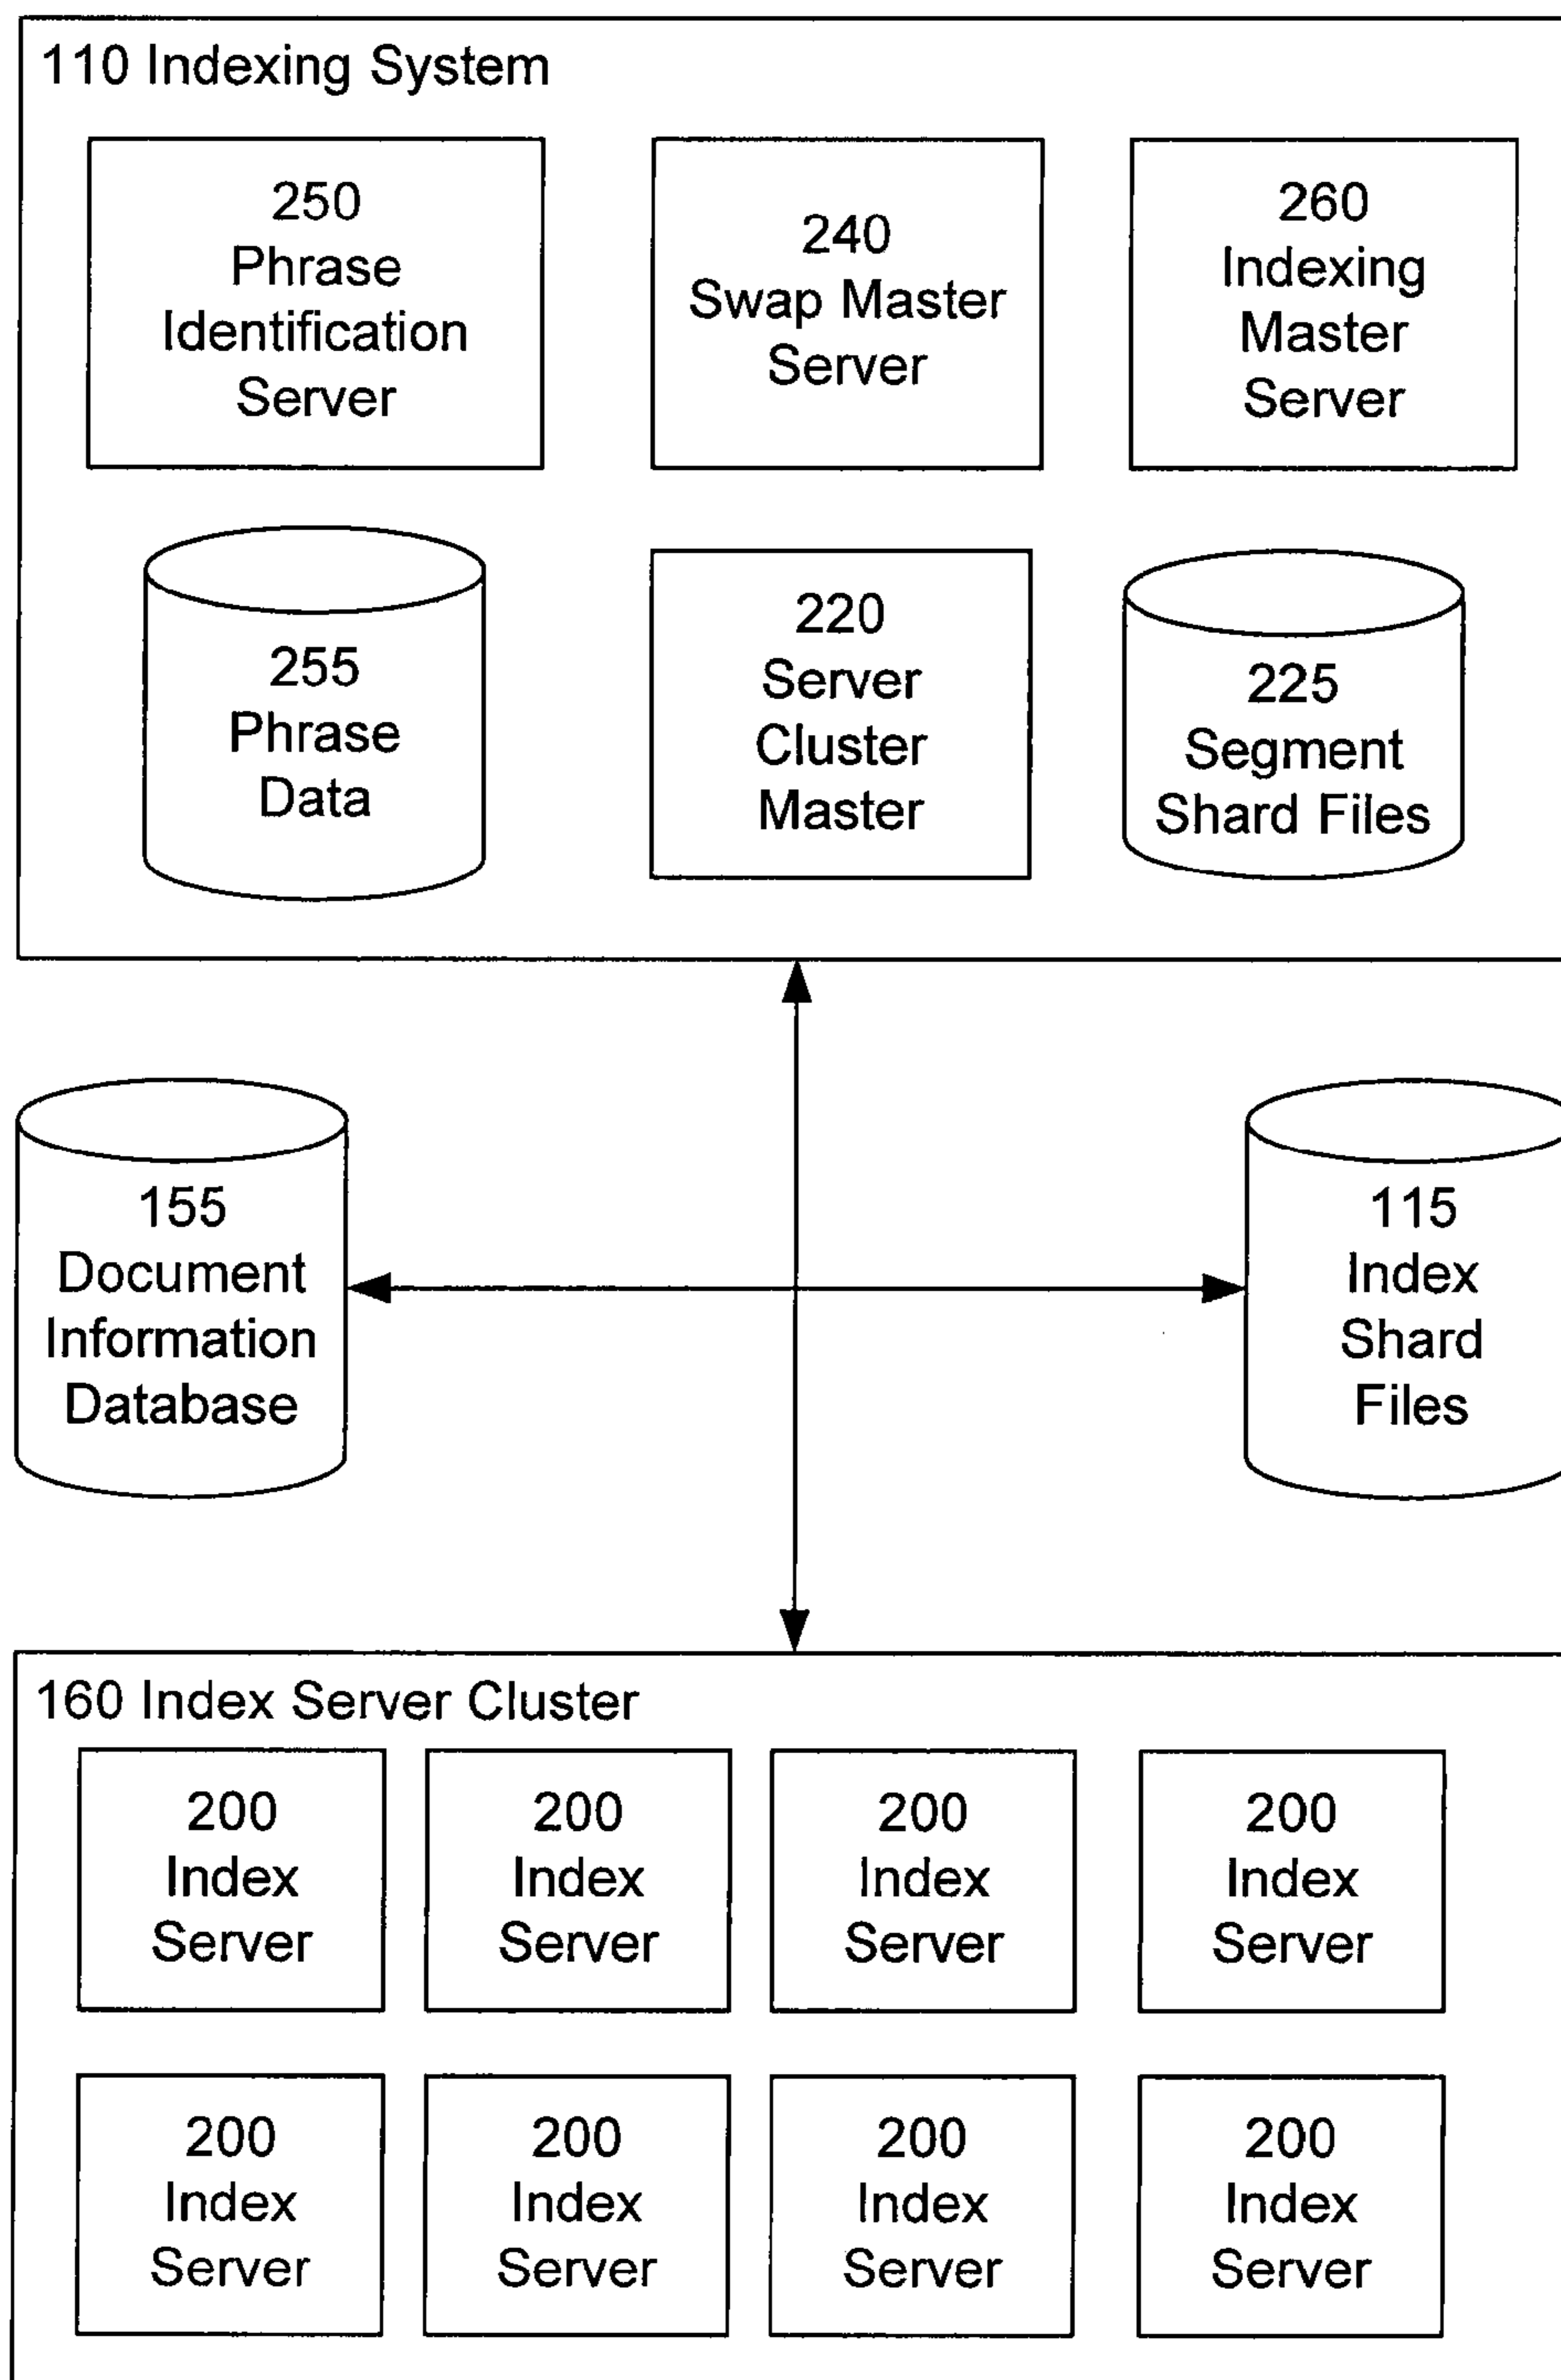 110 Indexing System
250
Phrase
Identification
Server
240
Swap Master
Server
260
Indexing
Master
Server
255
Phrase
Data
220
Server
Cluster
Master
225
Segment
Shard Files
155
Document
Information
Database
115
Index
Shard
Files
160 Index Server Cluster
200
Index
Server
200
Index
Server
200
Index
Server
200
Index
Server
200
Index
Server
200
Index
Server
200
Index
Server
200
Index
Server